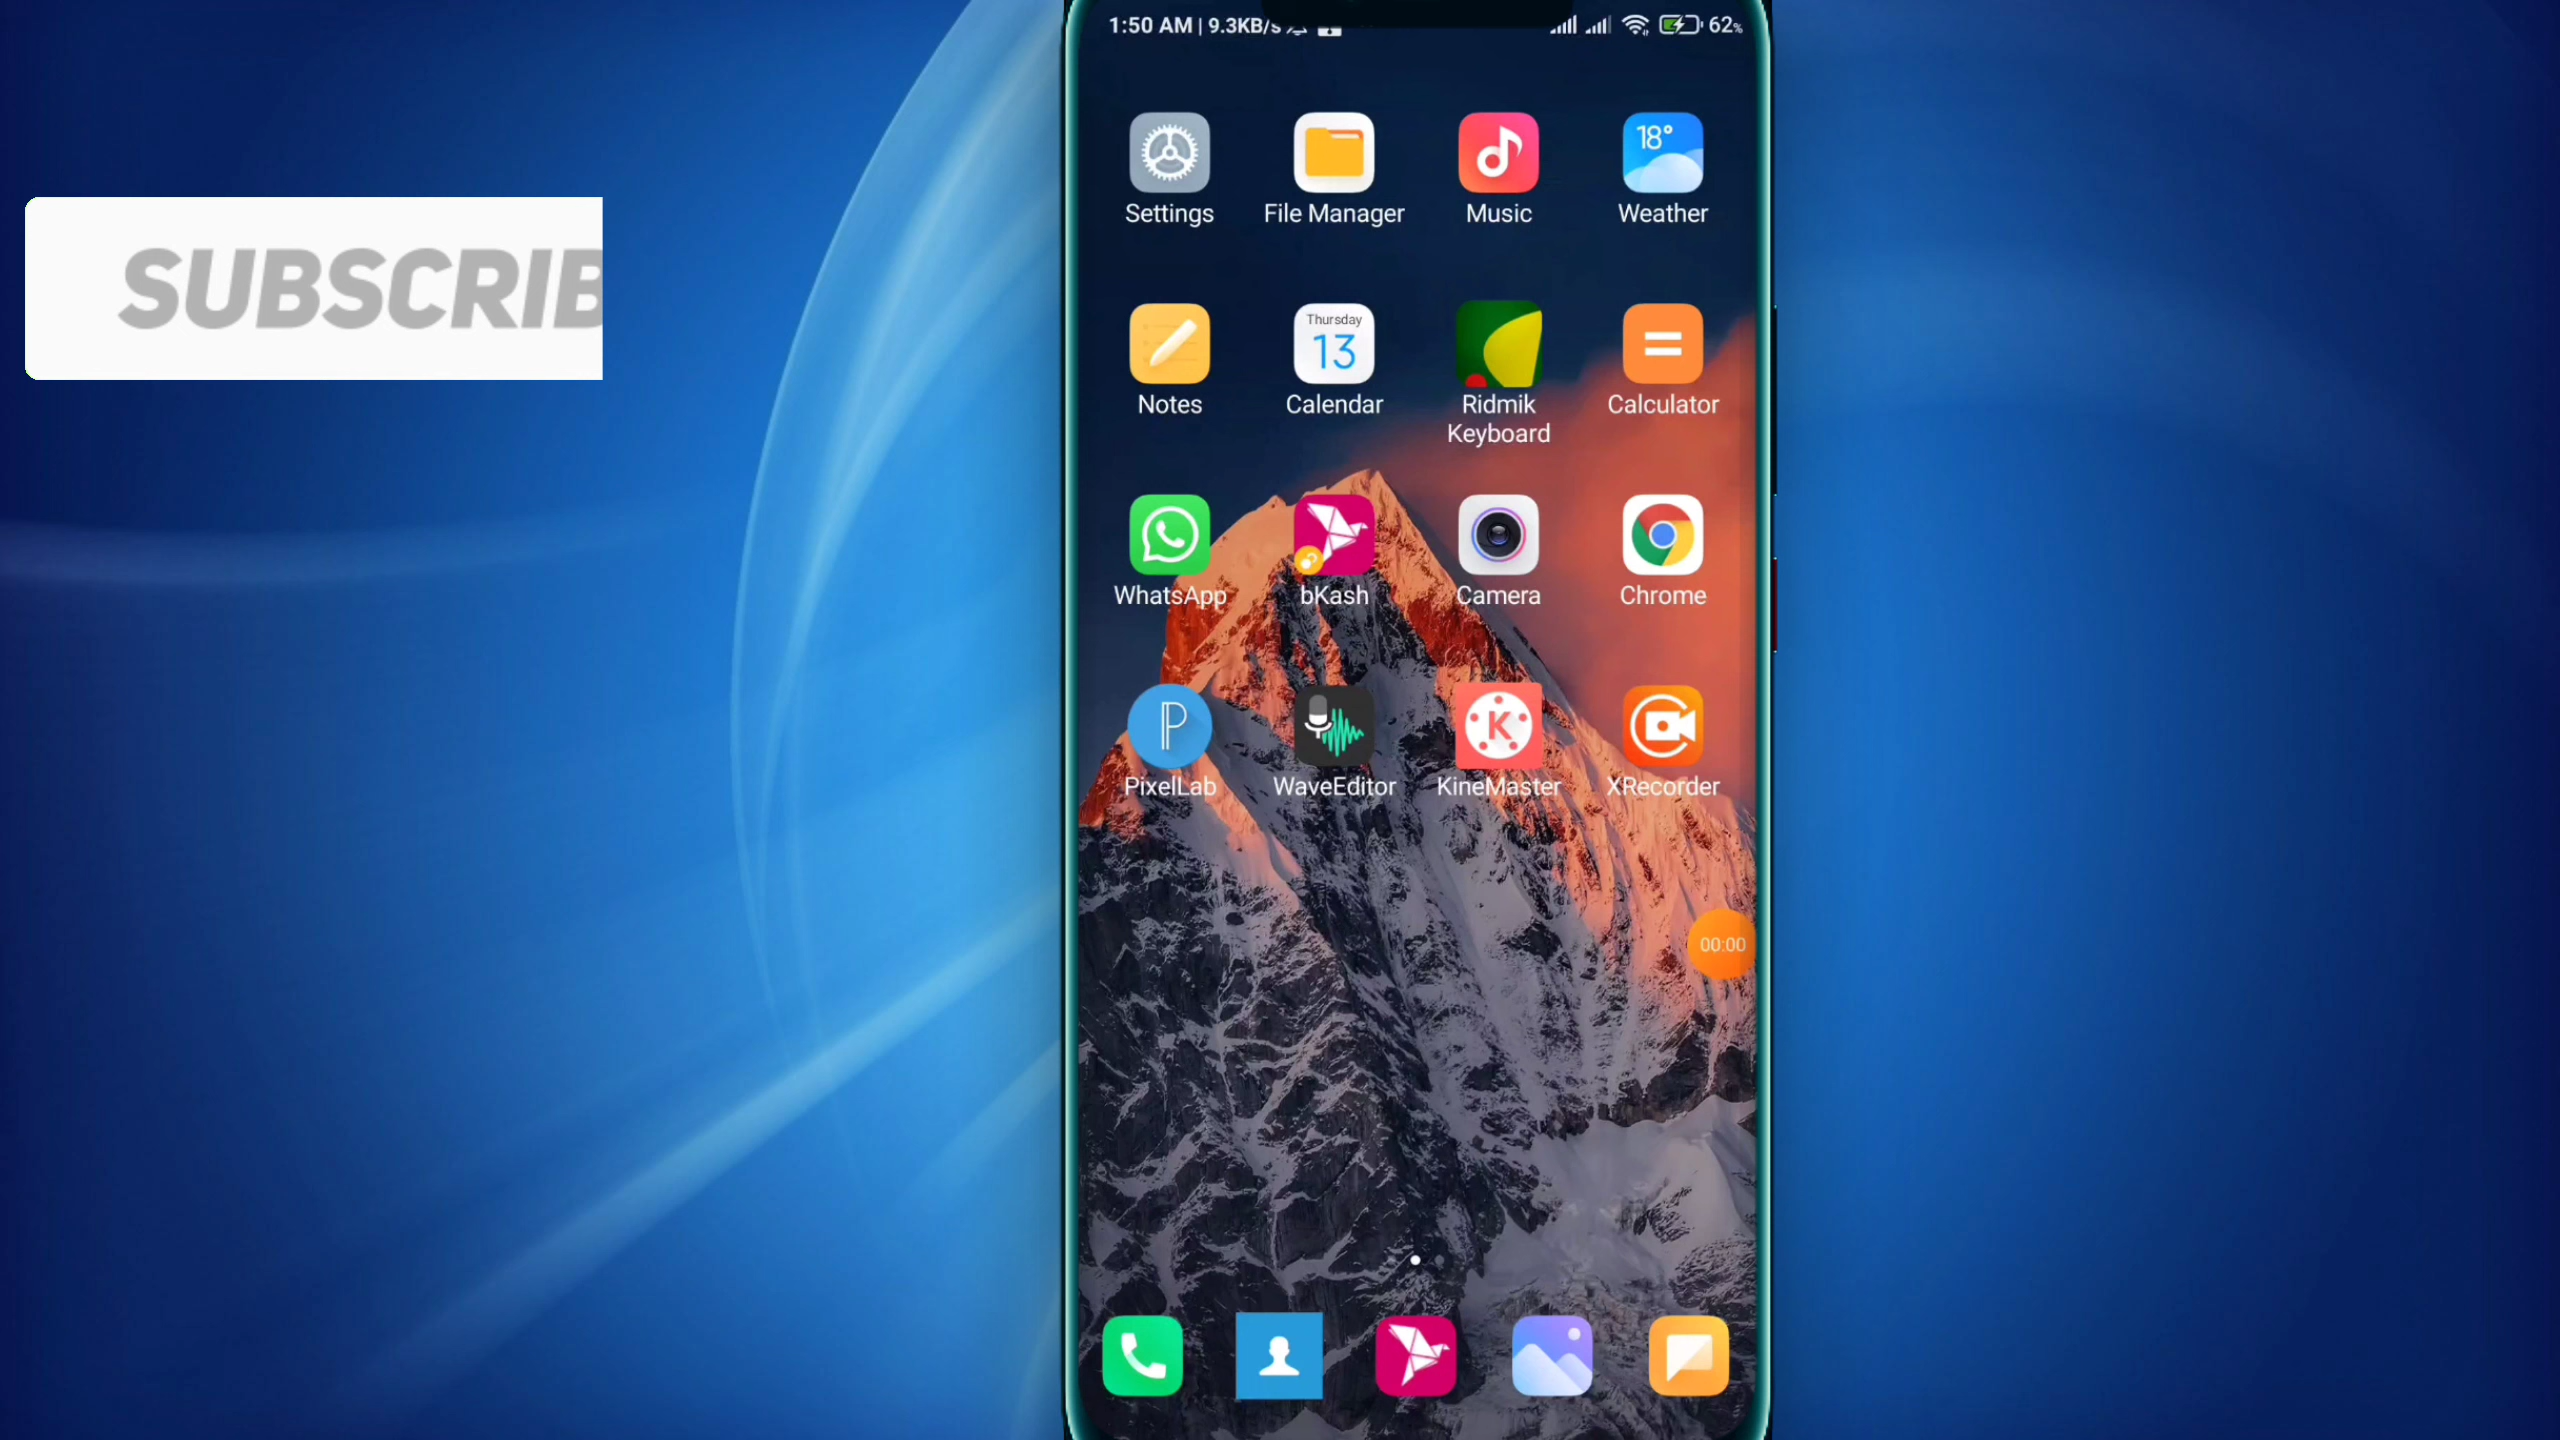 1:50 AM | 9.3KB/s
62%
SUBSCRIB
18°
Settings
File Manager
Music
Weather
Thursday
13
Notes
Calendar
Ridmik
Keyboard
Calculator
WhatsApp
bKash
Camera
Chrome
P
K
PixelLab
WaveEditor
KineMaster
XRecorder
00:00